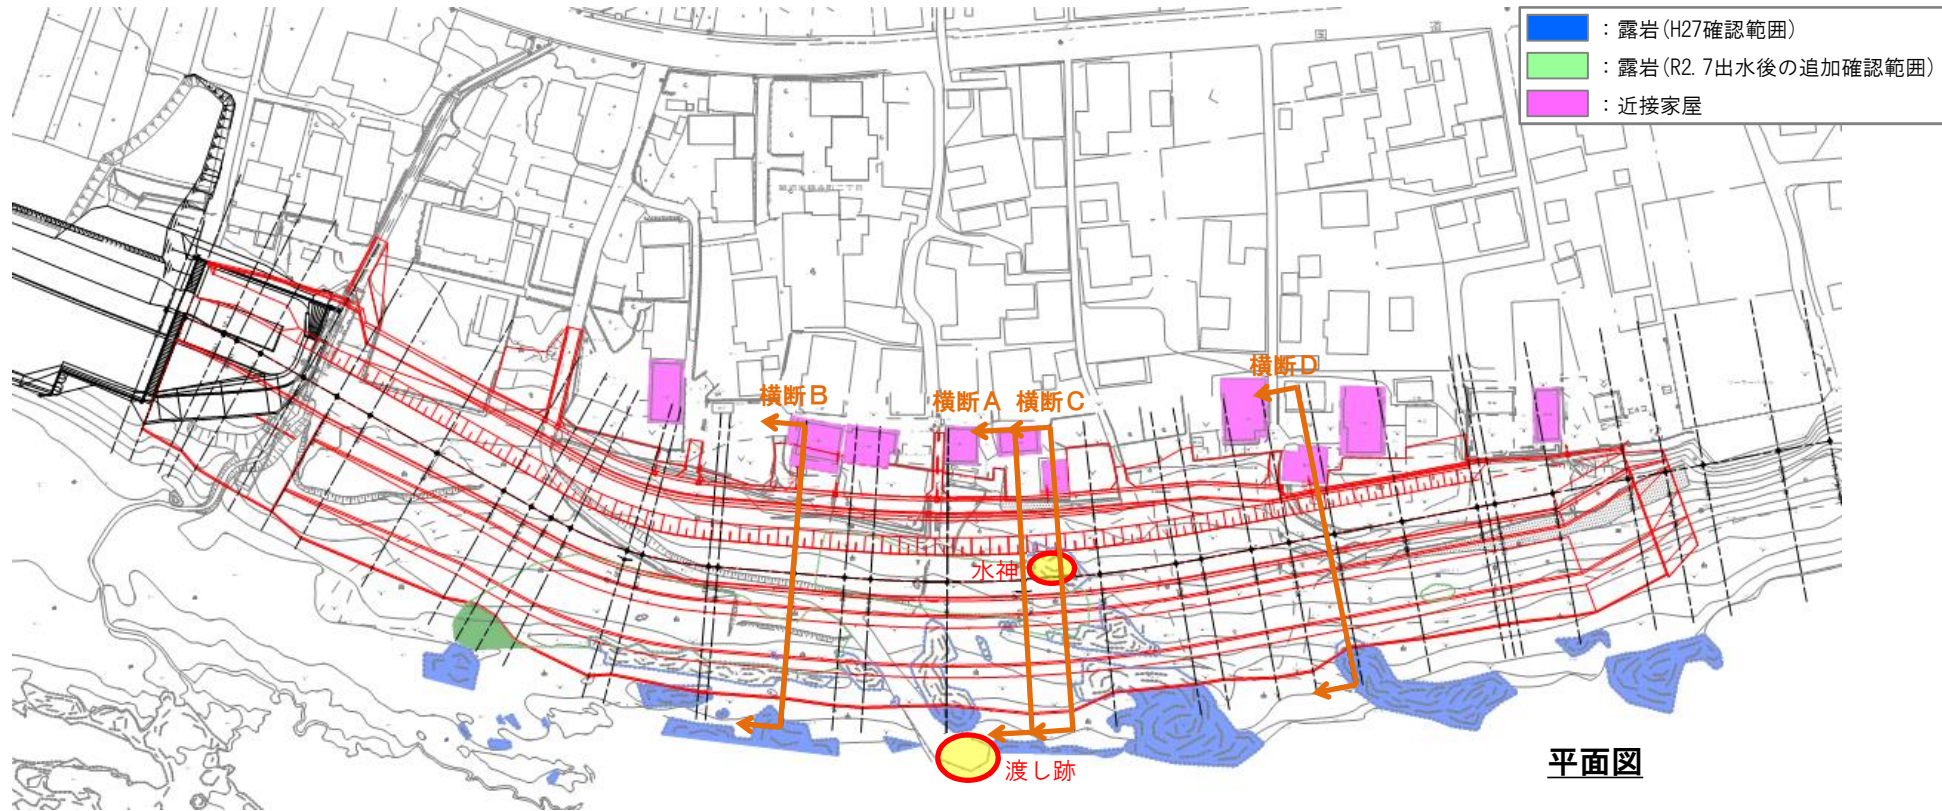 ：露岩(H27確認範囲)
：露岩(R2.7出水後の追加確認範囲)
：近接家屋
横断D
横断B
横断A
横断C
水神
渡し跡
平面図